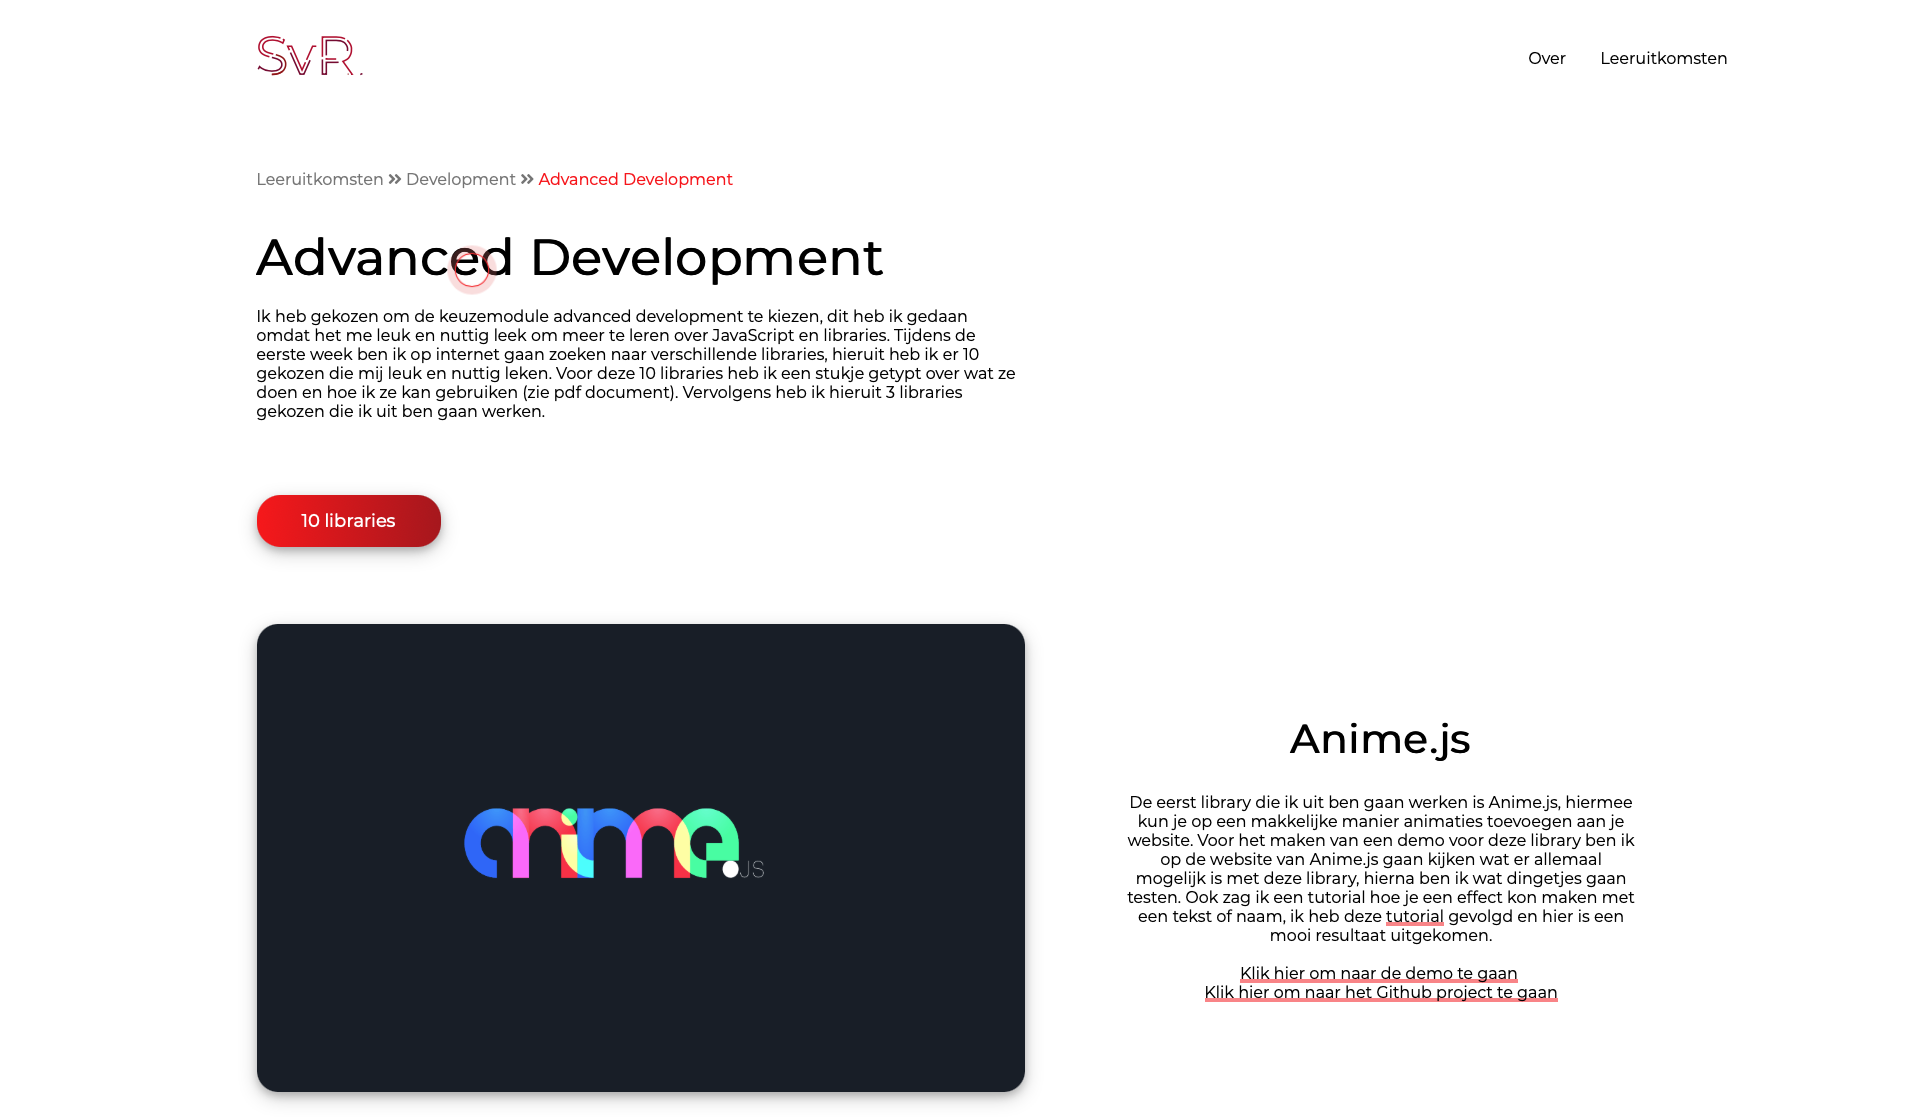 SvR.
Over
Leeruitkomsten
Leeruitkomsten » Development » Advanced Development
Advanced Development
Ik heb gekozen om de keuzemodule advanced development te kiezen, dit heb ik gedaan
omdat het me leuk en nuttig leek om meer te leren over JavaScript en libraries. Tijdens de
eerste week ben ik op internet gaan zoeken naar verschillende libraries, hieruit heb ik er 10
gekozen die mij leuk en nuttig leken. Voor deze 10 libraries heb ik een stukje getypt over wat ze
doen en hoe ik ze kan gebruiken (zie pdf document). Vervolgens heb ik hieruit 3 libraries
gekozen die ik uit ben gaan werken.
10 libraries
anime.JS
Anime.js
De eerst library die ik uit ben gaan werken is Anime.js, hiermee
kun je op een makkelijke manier animaties toevoegen aan je
website. Voor het maken van een demo voor deze library ben ik
op de website van Anime.js gaan kijken wat er allemaal
mogelijk is met deze library, hierna ben ik wat dingetjes gaan
testen. Ook zag ik een tutorial hoe je een effect kon maken met
een tekst of naam, ik heb deze tutorial gevolgd en hier is een
mooi resultaat uitgekomen.
Klik hier om naar de demo te gaan
Klik hier om naar het Github project te gaan